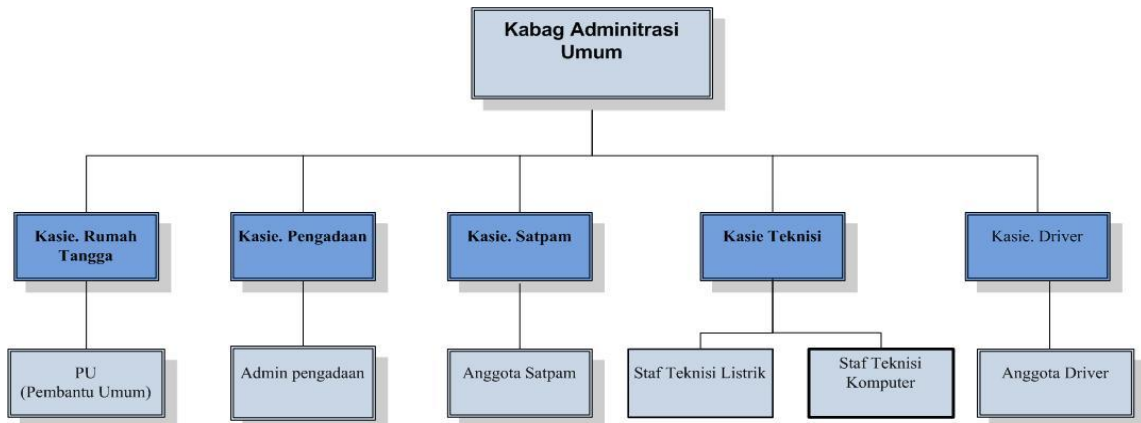 Kabag Adminitrasi
Umum
Kasie. Rumah
Tangga
Kasie. Pengadaan
Kasie. Satpam
Kasie Teknisi
Kasie. Driver
PU
(Pembantu Umum)
Admin pengadaan
Anggota Satpam
Staf Teknisi Listrik
Staf Teknisi
Komputer
Anggota Driver